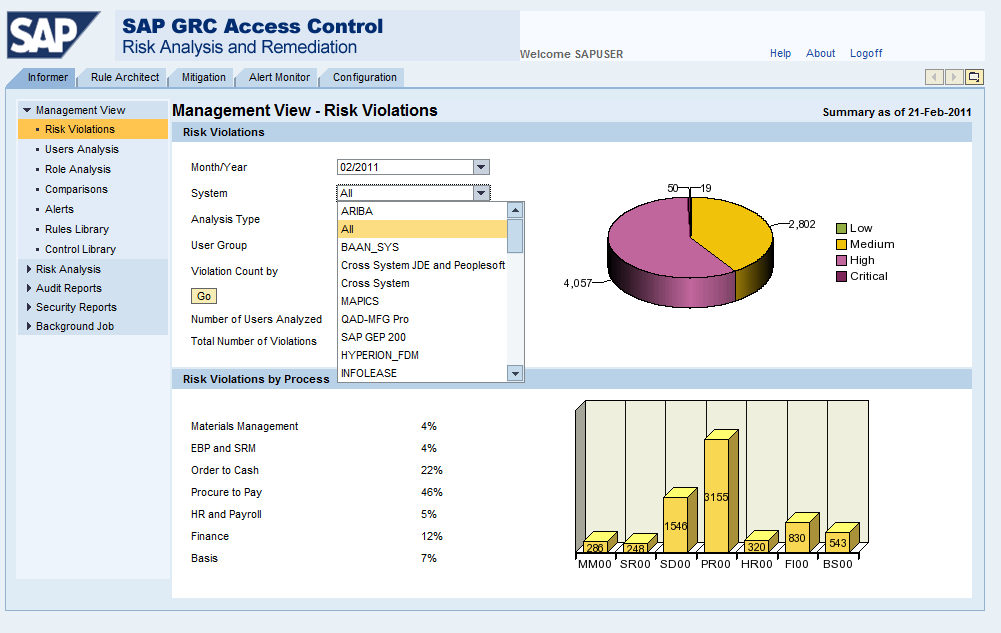 SAP
SAP GRC Access Control
Risk Analysis and Remediation
Welcome SAPUSER
Help About Logoff
Informer Rule Architect Mitigation Alert Monitor Configuration
Management View
Risk Violations
Users Analysis
Role Analysis
Comparisons
Alerts
Rules Library
Control Library
Risk Analysis
Audit Reports
Security Reports
Background Job
Management View - Risk Violations
Summary as of 21-Feb-2011
Risk Violations
Month/Year 02/2011
System All
Analysis Type
User Group
Violation Count by
Go
Number of Users Analyzed
Total Number of Violations
ARIBA
All
BAAN_SYS
Cross System JDE and Peoplesoft
Cross System
MAPICS
QAD-MFG Pro
SAP GEP 200
HYPERION_FDM
INFOLEASE
50 19
2,802
4,057
Low
Medium
High
Critical
Risk Violations by Process
Materials Management 4%
EBP and SRM 4%
Order to Cash 22%
Procure to Pay 46%
HR and Payroll 5%
Finance 12%
Basis 7%
286 248 1546 3155 320 830 543
MM00 SR00 SD00 PR00 HR00 FI00 BS00